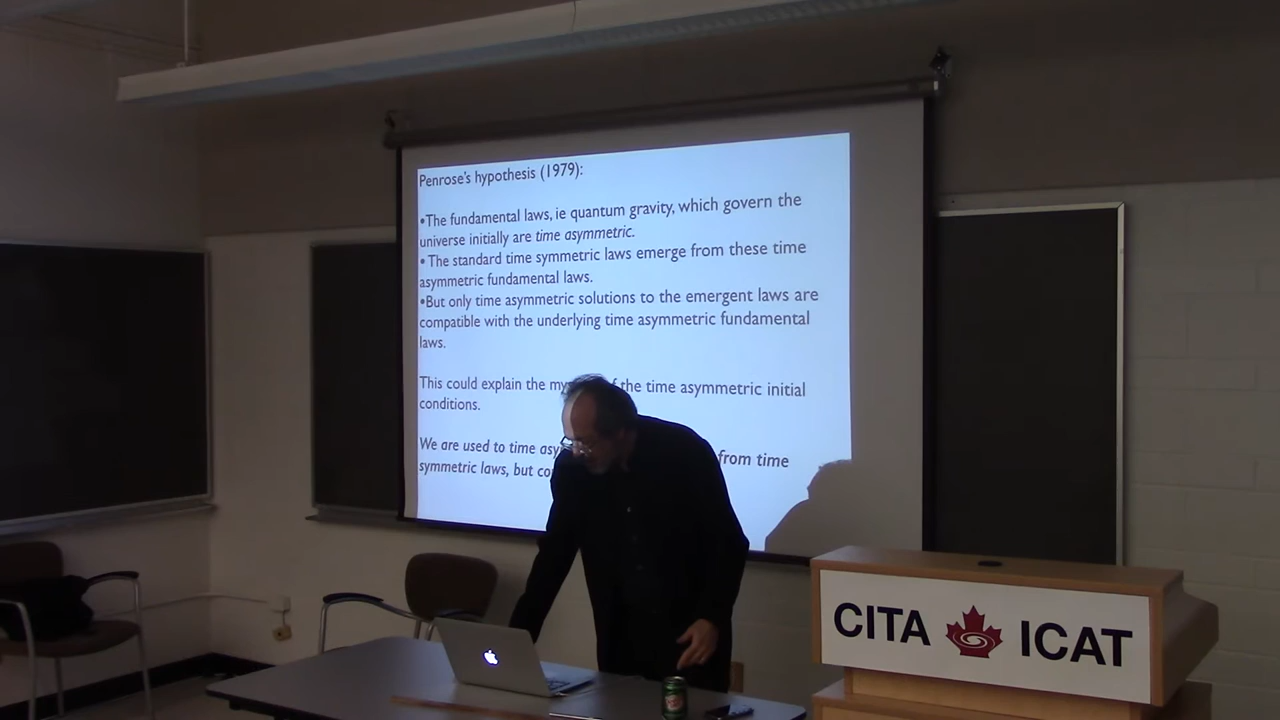 Penrose's hypothesis (1979):
•The fundamental laws, ie quantum gravity, which govern the
universe initially are time asymmetric.
• The standard time symmetric laws emerge from these time
asymmetric fundamental laws.
•But only time asymmetric solutions to the emergent laws are
compatible with the underlying time asymmetric fundamental
laws.
This could explain the the time asymmetric initial
conditions.
We are used to time from time
symmetric laws, but
CITA ICAT